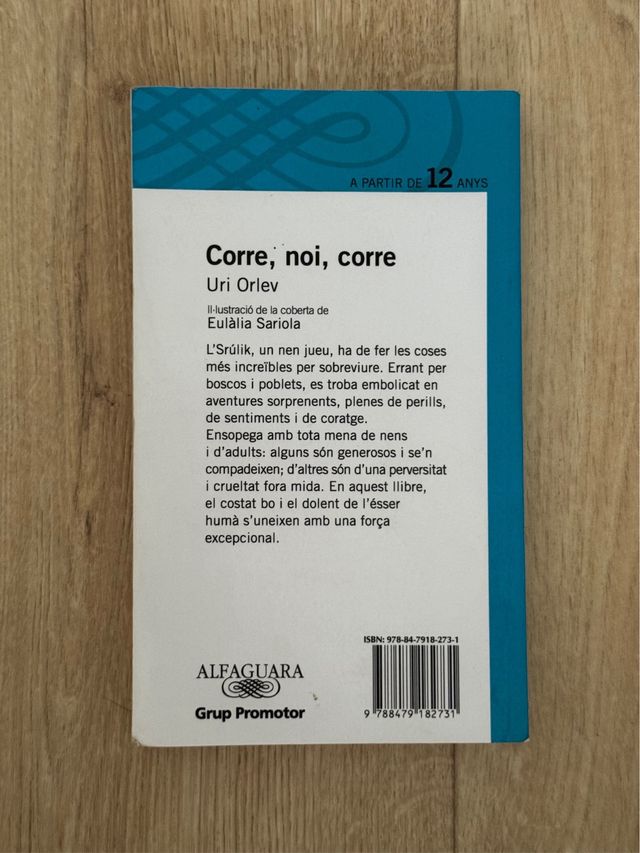 A PARTIR DE 12 ANYS
Corre, noi, corre
Uri Orlev
Il·lustració de la coberta de
Eulàlia Sariola
L'Srúlik, un nen jueu, ha de fer les coses
més increïbles per sobreviure. Errant per
boscos i poblets, es troba embolicat en
aventures sorprenents, plenes de perills,
de sentiments i de coratge.
Ensopega amb tota mena de nens
i d'adults: alguns són generosos i se'n
compadeixen; d'altres són d'una perversitat
i crueltat fora mida. En aquest llibre,
el costat bo i el dolent de l'ésser
humà s'uneixen amb una força
excepcional.
ISBN: 978-84-7918-273-1
ALFAGUARA
Grup Promotor
9 788479 182731